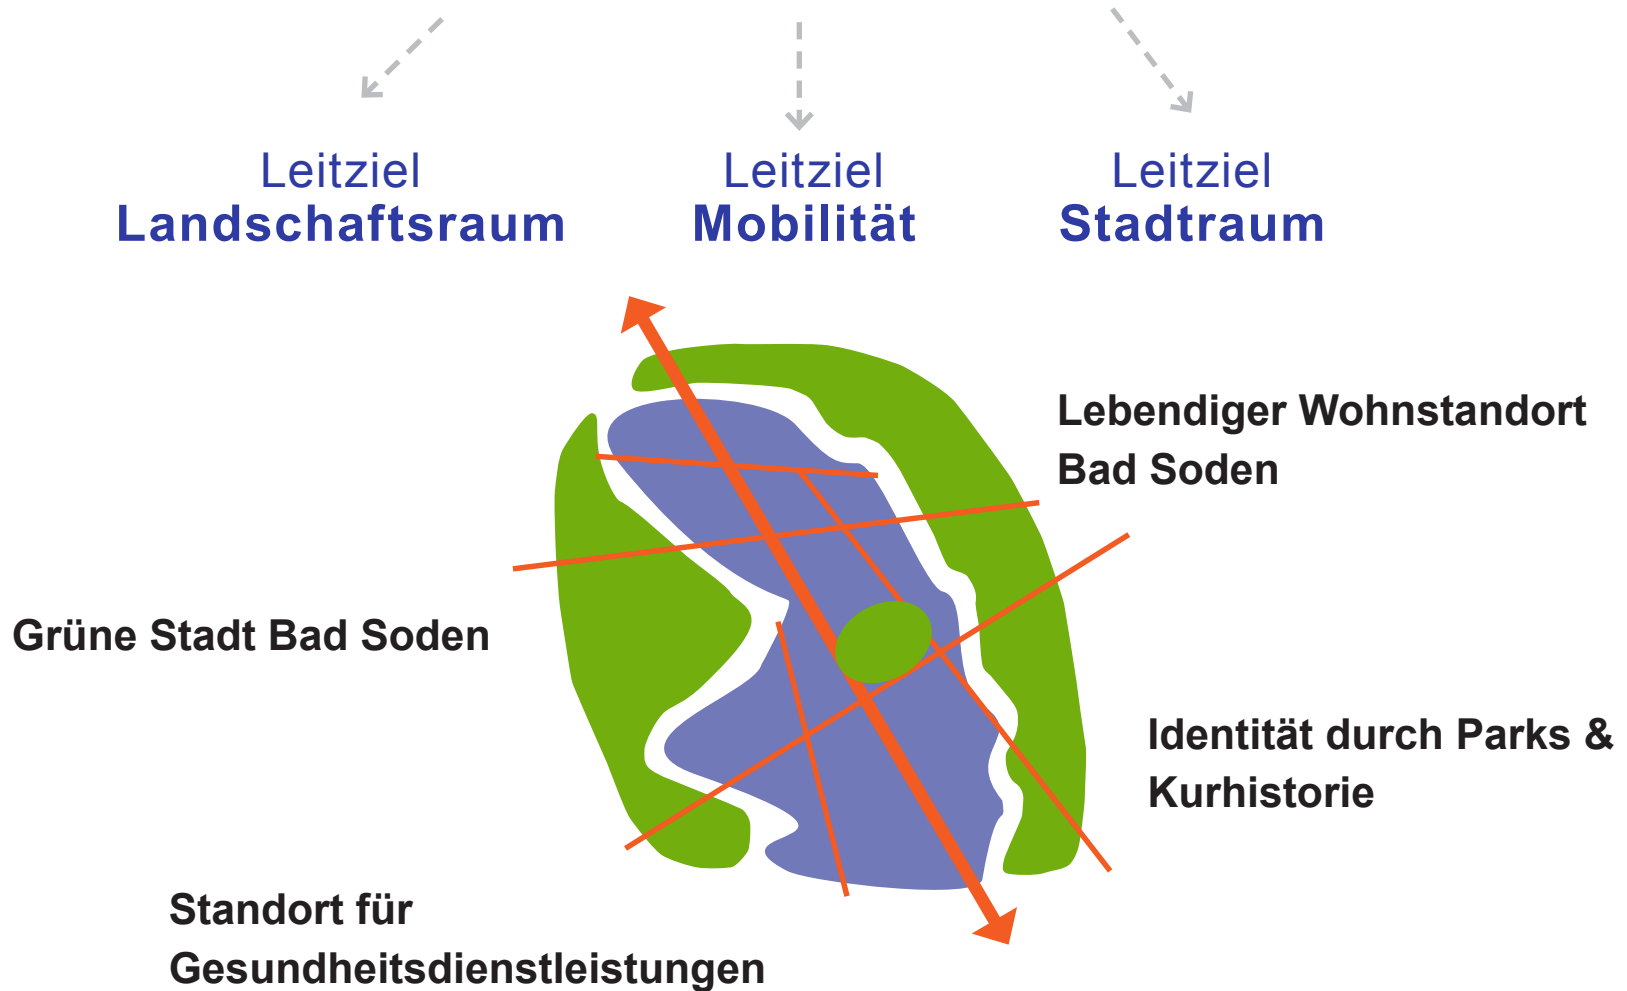 Leitziel
Landschaftsraum
Leitziel
Mobilität
Leitziel
Stadtraum
Lebendiger Wohnstandort
Bad Soden
Grüne Stadt Bad Soden
Identität durch Parks &
Kurhistorie
Standort für
Gesundheitsdienstleistungen